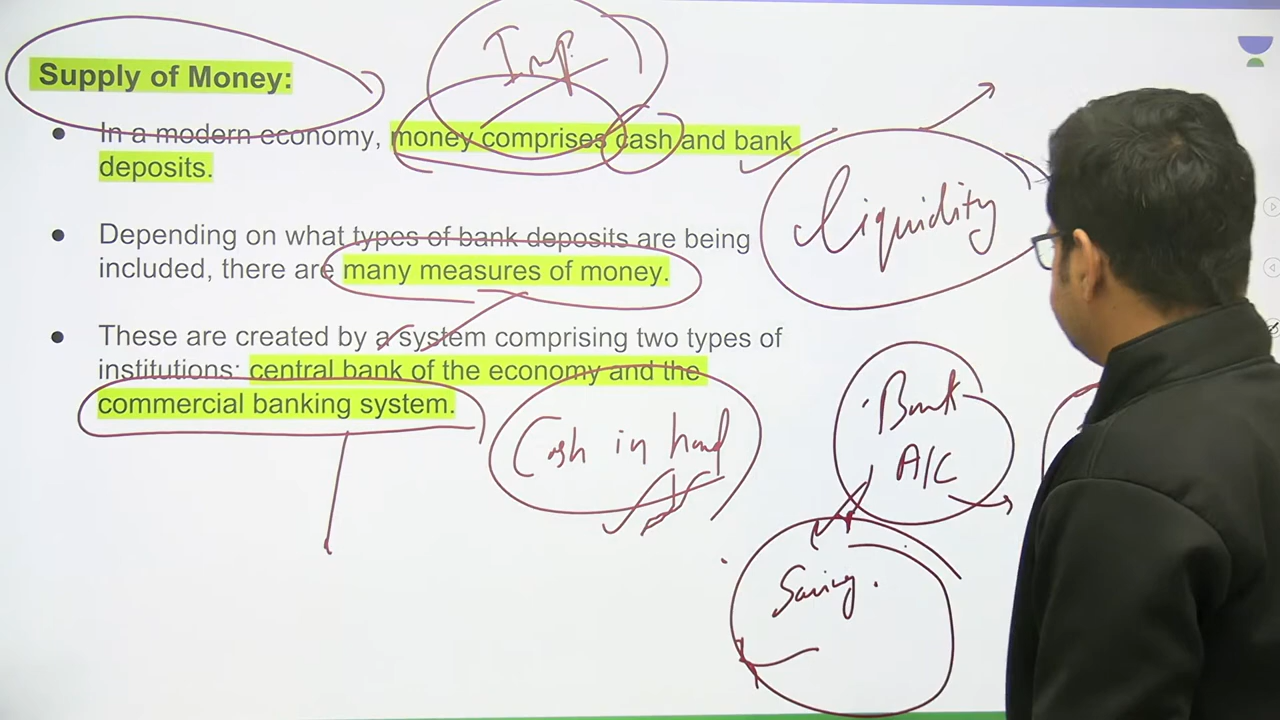 Imp.
Supply of Money:
In a modern economy, money comprises cash and bank
deposits.
liquidity
Depending on what types of bank deposits are being
included, there are many measures of money.
These are created by a system comprising two types of
institutions: central bank of the economy and the
commercial banking system.
Cash in hand
Bank
A/C
Saving.